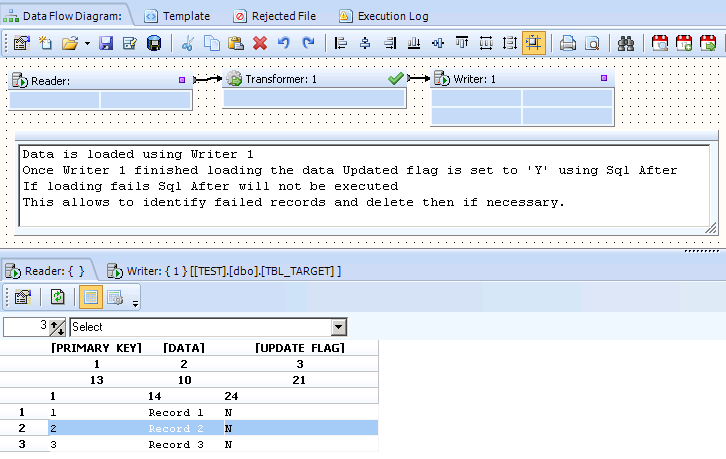 Data Flow Diagram:
Template
Rejected File
Execution Log
Reader:
Transformer: 1
Writer: 1
Data is loaded using Writer 1
Once Writer 1 finished loading the data Updated flag is set to 'Y' using Sql After
If loading fails Sql After will not be executed
This allows to identify failed records and delete then if necessary.
Reader: { }
Writer: { 1 } [[TEST].[dbo].[TBL_TARGET] ]
3 Select
[PRIMARY KEY] [DATA] [UPDATE FLAG]
1 2 3
13 10 21
1 14 24
1 1 Record 1 N
2 2 Record 2 N
3 3 Record 3 N